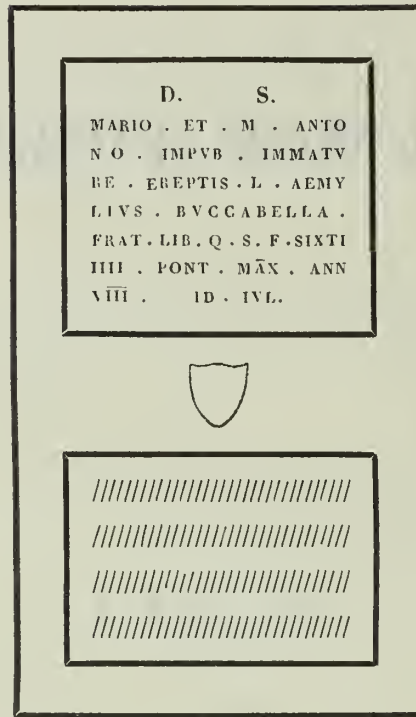 D. S.
MARIO . ET . M . ANTO
NO . IMPVB . IMMATV
RE . EREPTIS . L . AEMY
LIVS . BVCCABELLA .
FRAT . LIB . Q . S . F . SIXTI
IIII . PONT . MĀX . ANN
V̅I̅I̅I̅ . ID . IVL.